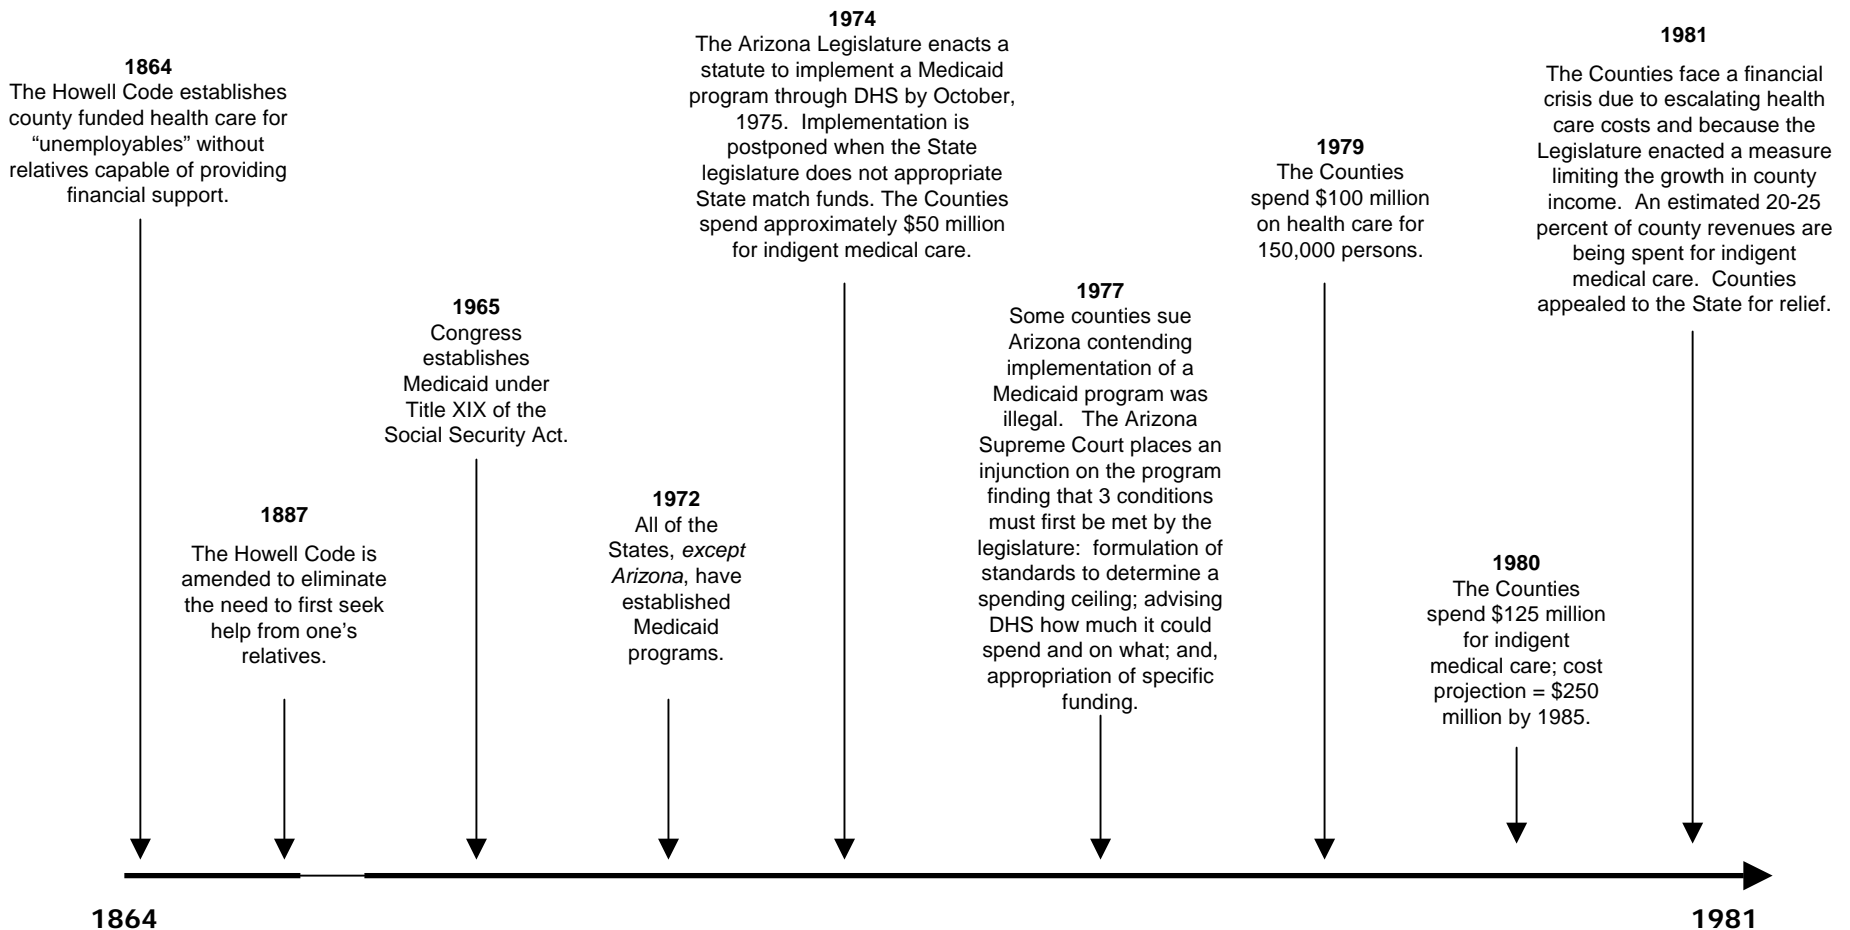 1864
The Howell Code establishes
county funded health care for
“unemployables” without
relatives capable of providing
financial support.
1887
The Howell Code is
amended to eliminate
the need to first seek
help from one’s
relatives.
1965
Congress
establishes
Medicaid under
Title XIX of the
Social Security Act.
1972
All of the
States, except
Arizona, have
established
Medicaid
programs.
1974
The Arizona Legislature enacts a
statute to implement a Medicaid
program through DHS by October,
1975.  Implementation is
postponed when the State
legislature does not appropriate
State match funds. The Counties
spend approximately $50 million
for indigent medical care.
1977
Some counties sue
Arizona contending
implementation of a
Medicaid program was
illegal.   The Arizona
Supreme Court places an
injunction on the program
finding that 3 conditions
must first be met by the
legislature:  formulation of
standards to determine a
spending ceiling; advising
DHS how much it could
spend and on what; and,
appropriation of specific
funding.
1979
The Counties
spend $100 million
on health care for
150,000 persons.
1980
The Counties
spend $125 million
for indigent
medical care; cost
projection = $250
million by 1985.
1981
The Counties face a financial
crisis due to escalating health
care costs and because the
Legislature enacted a measure
limiting the growth in county
income.  An estimated 20-25
percent of county revenues are
being spent for indigent
medical care.  Counties
appealed to the State for relief.
1864
1981